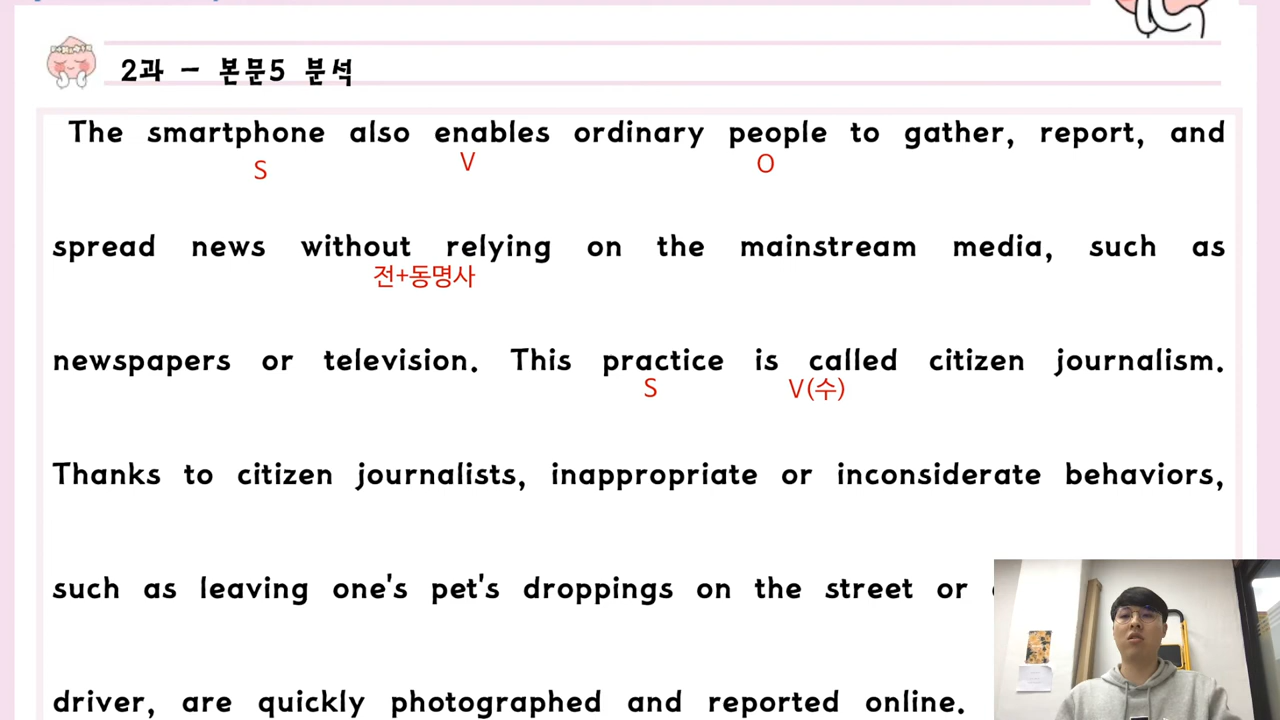 2과 - 본문5 분석
The smartphone also enables ordinary people to gather, report, and
S V O
spread news without relying on the mainstream media, such as
전+동명사
newspapers or television. This practice is called citizen journalism.
S V(수)
Thanks to citizen journalists, inappropriate or inconsiderate behaviors,
such as leaving one's pet's droppings on the street or
driver, are quickly photographed and reported online.